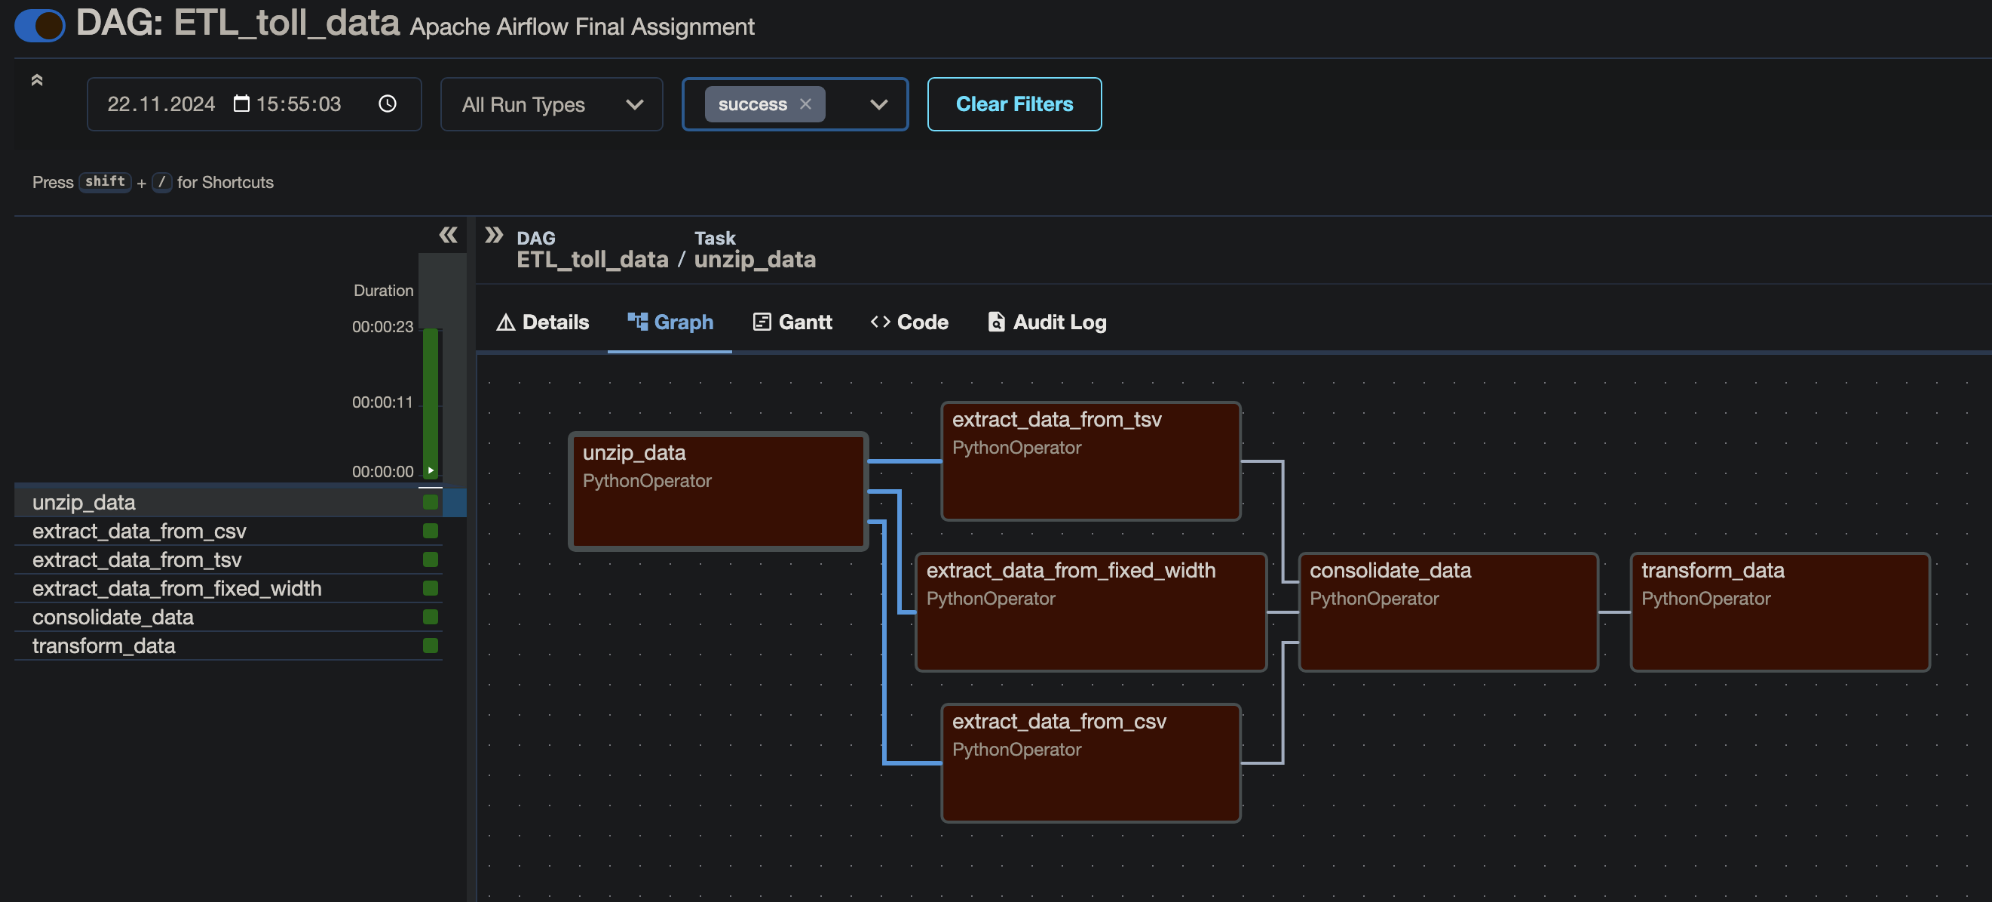 DAG: ETL_toll_data Apache Airflow Final Assignment
22.11.2024 15:55:03
All Run Types
success
Clear Filters
Press shift + / for Shortcuts
DAG
ETL_toll_data /
Task
unzip_data
Details
Graph
Gantt
Code
Audit Log
Duration
00:00:23
00:00:11
00:00:00
unzip_data
extract_data_from_csv
extract_data_from_tsv
extract_data_from_fixed_width
consolidate_data
transform_data
unzip_data
PythonOperator
extract_data_from_tsv
PythonOperator
extract_data_from_fixed_width
PythonOperator
extract_data_from_csv
PythonOperator
consolidate_data
PythonOperator
transform_data
PythonOperator